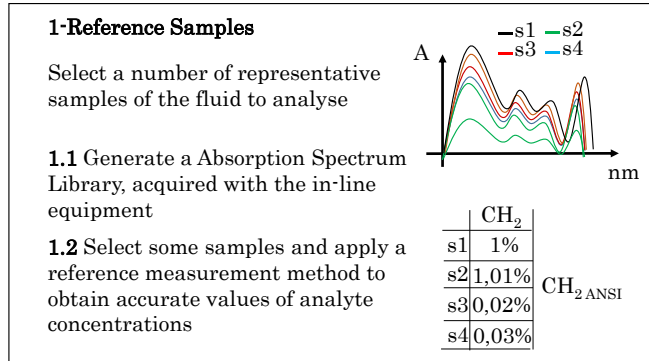 1-Reference Samples
Select a number of representative
samples of the fluid to analyse
1.1 Generate a Absorption Spectrum
Library, acquired with the in-line
equipment
1.2 Select some samples and apply a
reference measurement method to
obtain accurate values of analyte
concentrations
s1 s2
s3 s4
A
nm
CH2
s1 1%
s2 1,01%
s3 0,02%
s4 0,03%
CH2 ANSI